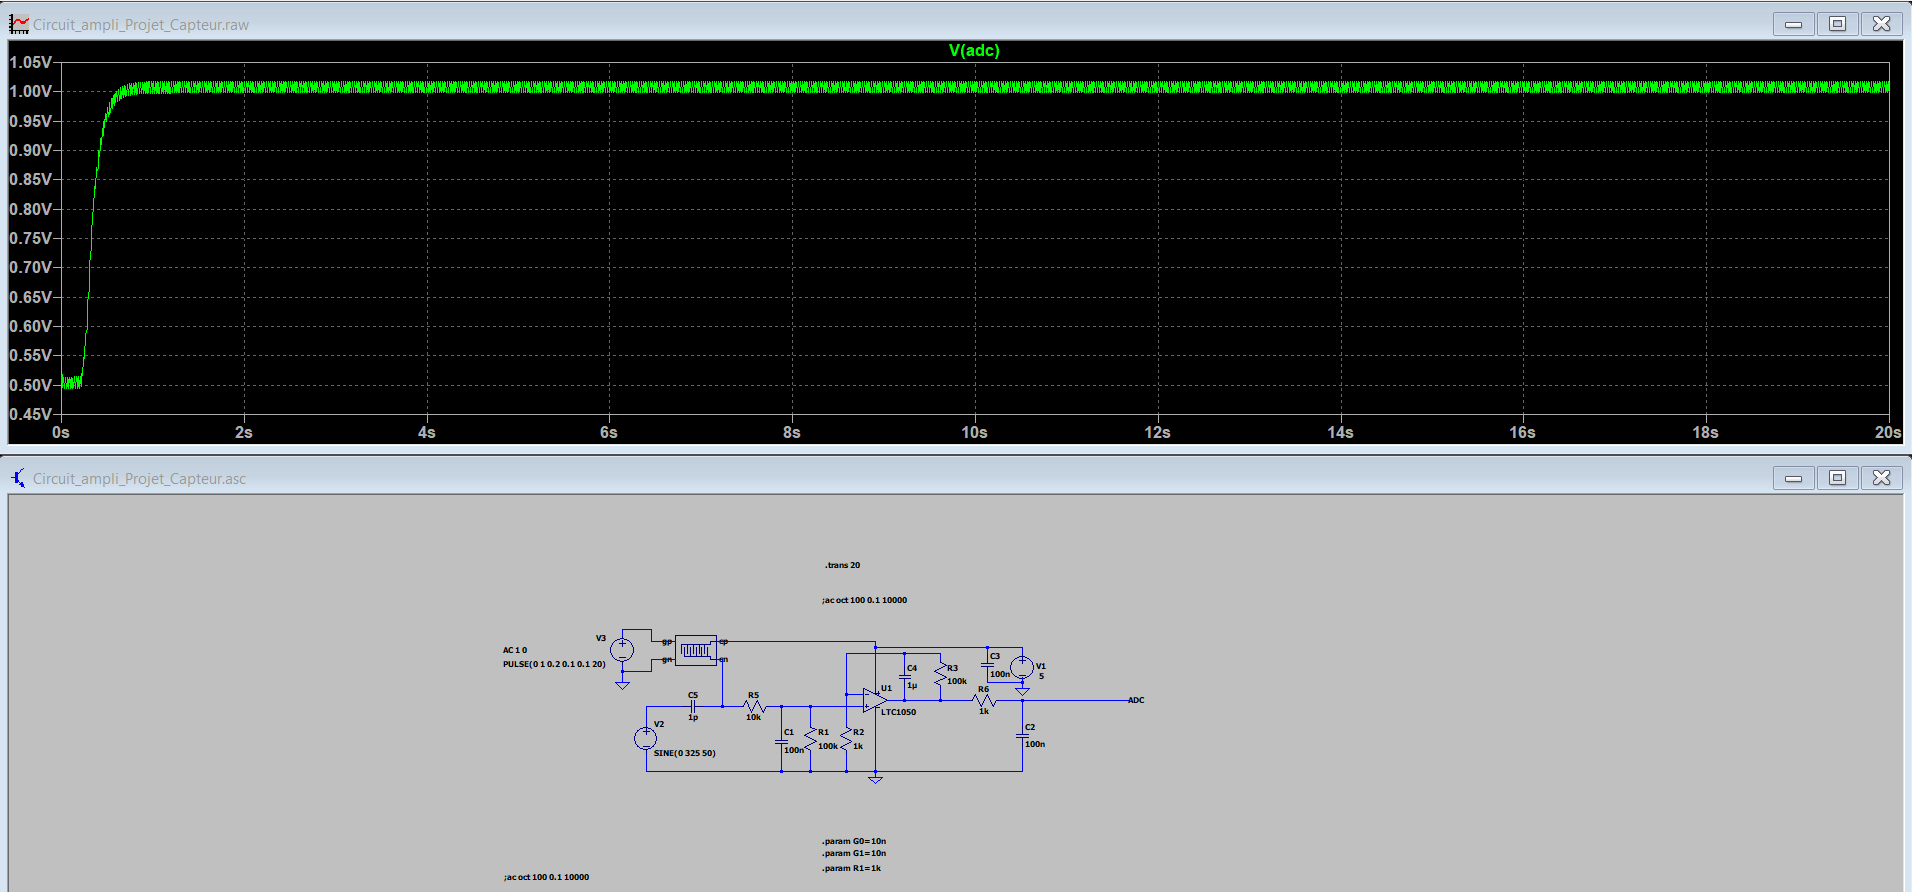 Circuit_ampli_Projet_Capteur.raw
V(adc)
1.05V
1.00V
0.95V
0.90V
0.85V
0.80V
0.75V
0.70V
0.65V
0.60V
0.55V
0.50V
0.45V
0s 2s 4s 6s 8s 10s 12s 14s 16s 18s 20s
Circuit_ampli_Projet_Capteur.asc
.trans 20
;ac oct 100 0.1 10000
V3
AC 1 0
PULSE(0 1 0.2 0.1 0.1 20)
gp
gn
cp
cn
C3
100n
V1
5
C4
1µ
R3
100k
U1
LTC1050
R6
1k
ADC
C5
1p
R5
10k
V2
SINE(0 325 50)
C1
100n
R1
100k
R2
1k
C2
100n
.param G0=10n
.param G1=10n
.param R1=1k
;ac oct 100 0.1 10000